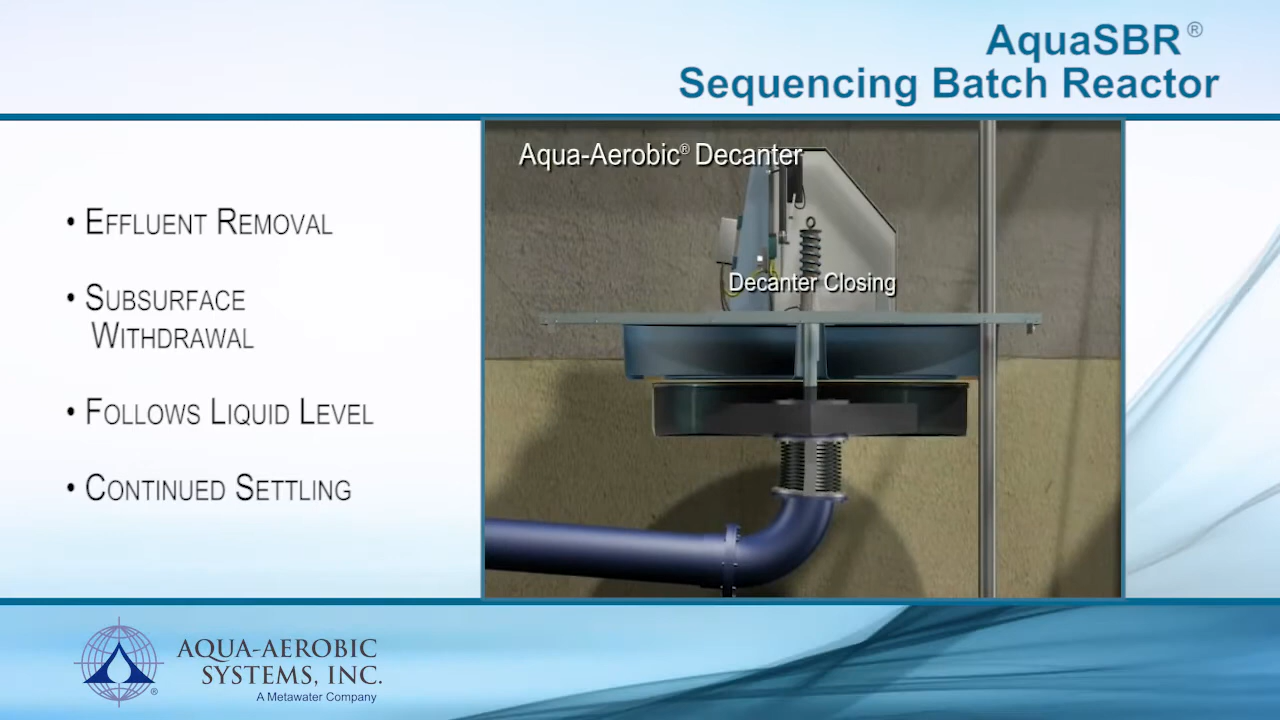 AquaSBR®
Sequencing Batch Reactor
Aqua-Aerobic® Decanter
Decanter Closing
• Effluent Removal
• Subsurface
Withdrawal
• Follows Liquid Level
• Continued Settling
AQUA-AEROBIC
SYSTEMS, INC.
®
A Metawater Company